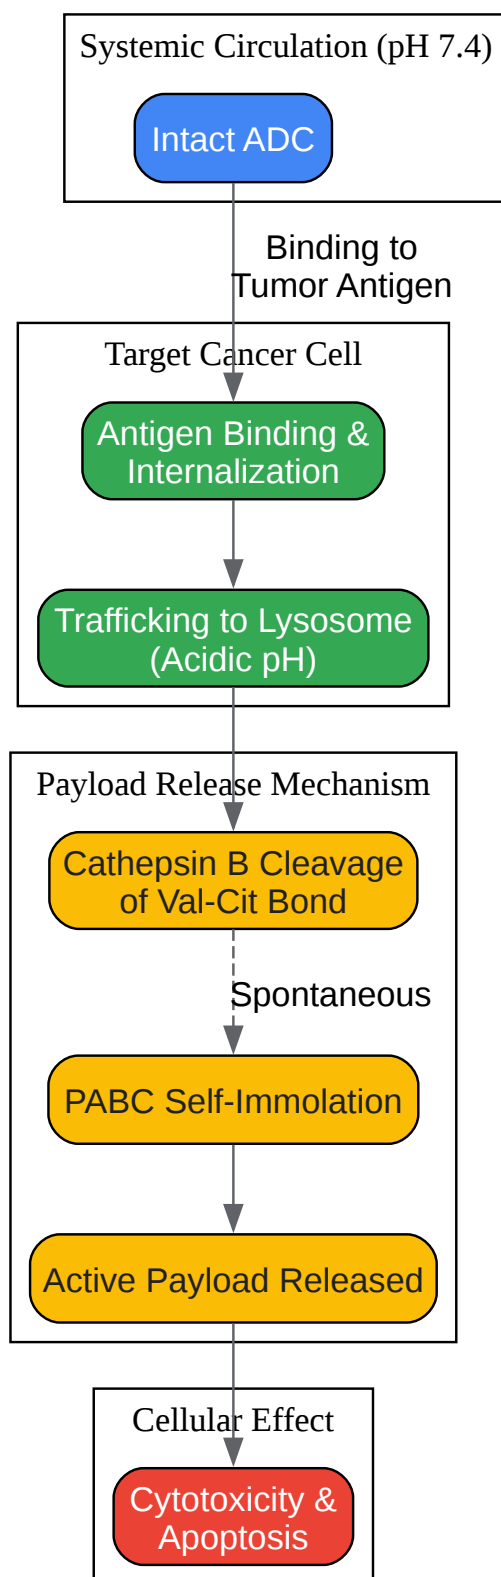 Systemic Circulation (pH 7.4)
Intact ADC
Binding to
Tumor Antigen
Target Cancer Cell
Antigen Binding &
Internalization
Trafficking to Lysosome
(Acidic pH)
Payload Release Mechanism
Cathepsin B Cleavage
of Val-Cit Bond
Spontaneous
PABC Self-Immolation
Active Payload Released
Cellular Effect
Cytotoxicity &
Apoptosis